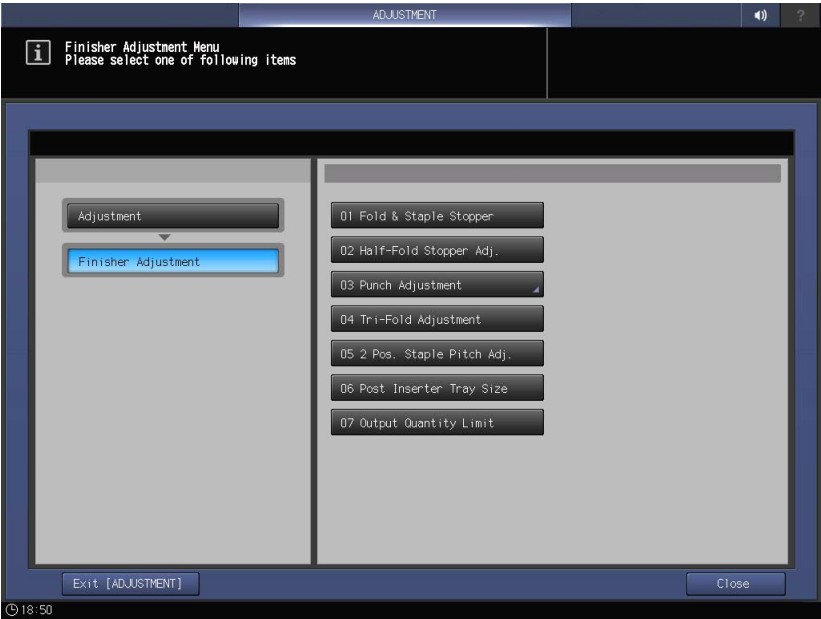 ADJUSTMENT
?
Finisher Adjustment Menu
Please select one of following items
Adjustment
Finisher Adjustment
01 Fold & Staple Stopper
02 Half-Fold Stopper Adj.
03 Punch Adjustment
04 Tri-Fold Adjustment
05 2 Pos. Staple Pitch Adj.
06 Post Inserter Tray Size
07 Output Quantity Limit
Exit [ADJUSTMENT]
Close
18:50